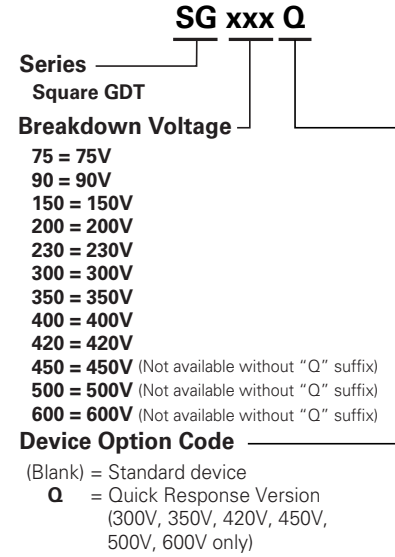 SG xxx Q
Series
Square GDT
Breakdown Voltage
75 = 75V
90 = 90V
150 = 150V
200 = 200V
230 = 230V
300 = 300V
350 = 350V
400 = 400V
420 = 420V
450 = 450V (Not available without “Q” suffix)
500 = 500V (Not available without “Q” suffix)
600 = 600V (Not available without “Q” suffix)
Device Option Code
(Blank) = Standard device
Q = Quick Response Version
(300V, 350V, 420V, 450V,
500V, 600V only)